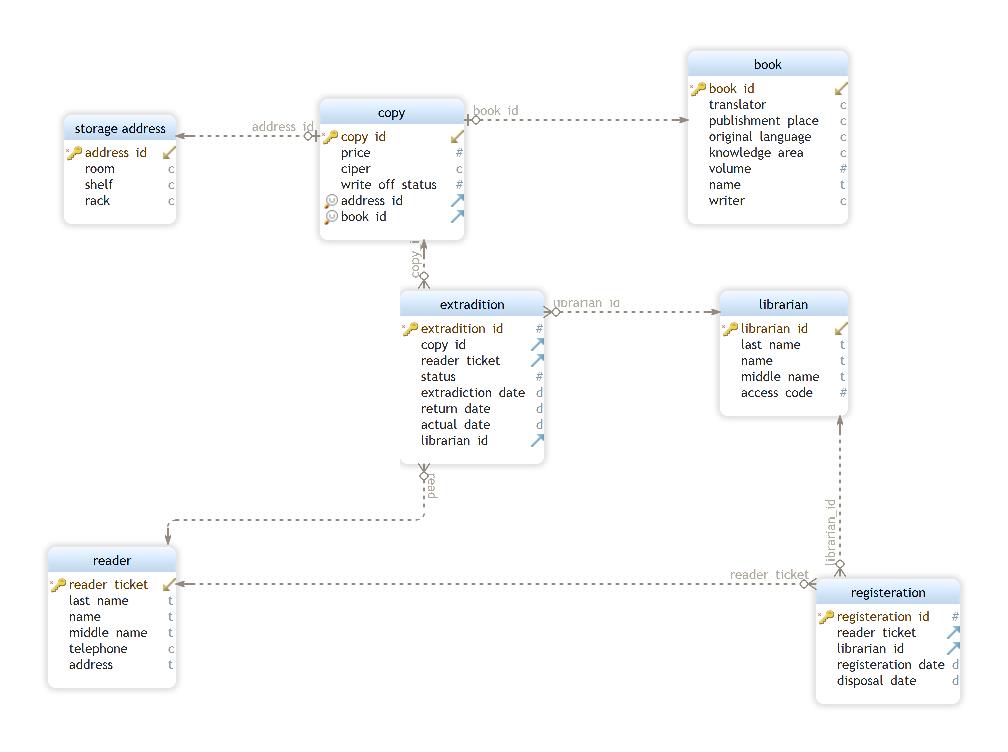 book
book id
translator c
publishment place c
original language c
knowledge area c
volume #
name t
writer c
book id
copy
copy id
price #
ciper c
write off status #
address id
book id
address id
storage address
address id
room c
shelf c
rack c
extradition
extradition id #
copy id
reader ticket
status #
extradiction date d
return date d
actual date d
librarian id
librarian id
librarian
librarian id
last name t
name t
middle name t
access code #
read
librarian_id
reader
reader ticket
last name t
name t
middle name t
telephone c
address t
reader ticket
registeration
registeration id #
reader ticket
librarian id
registeration date d
disposal date d